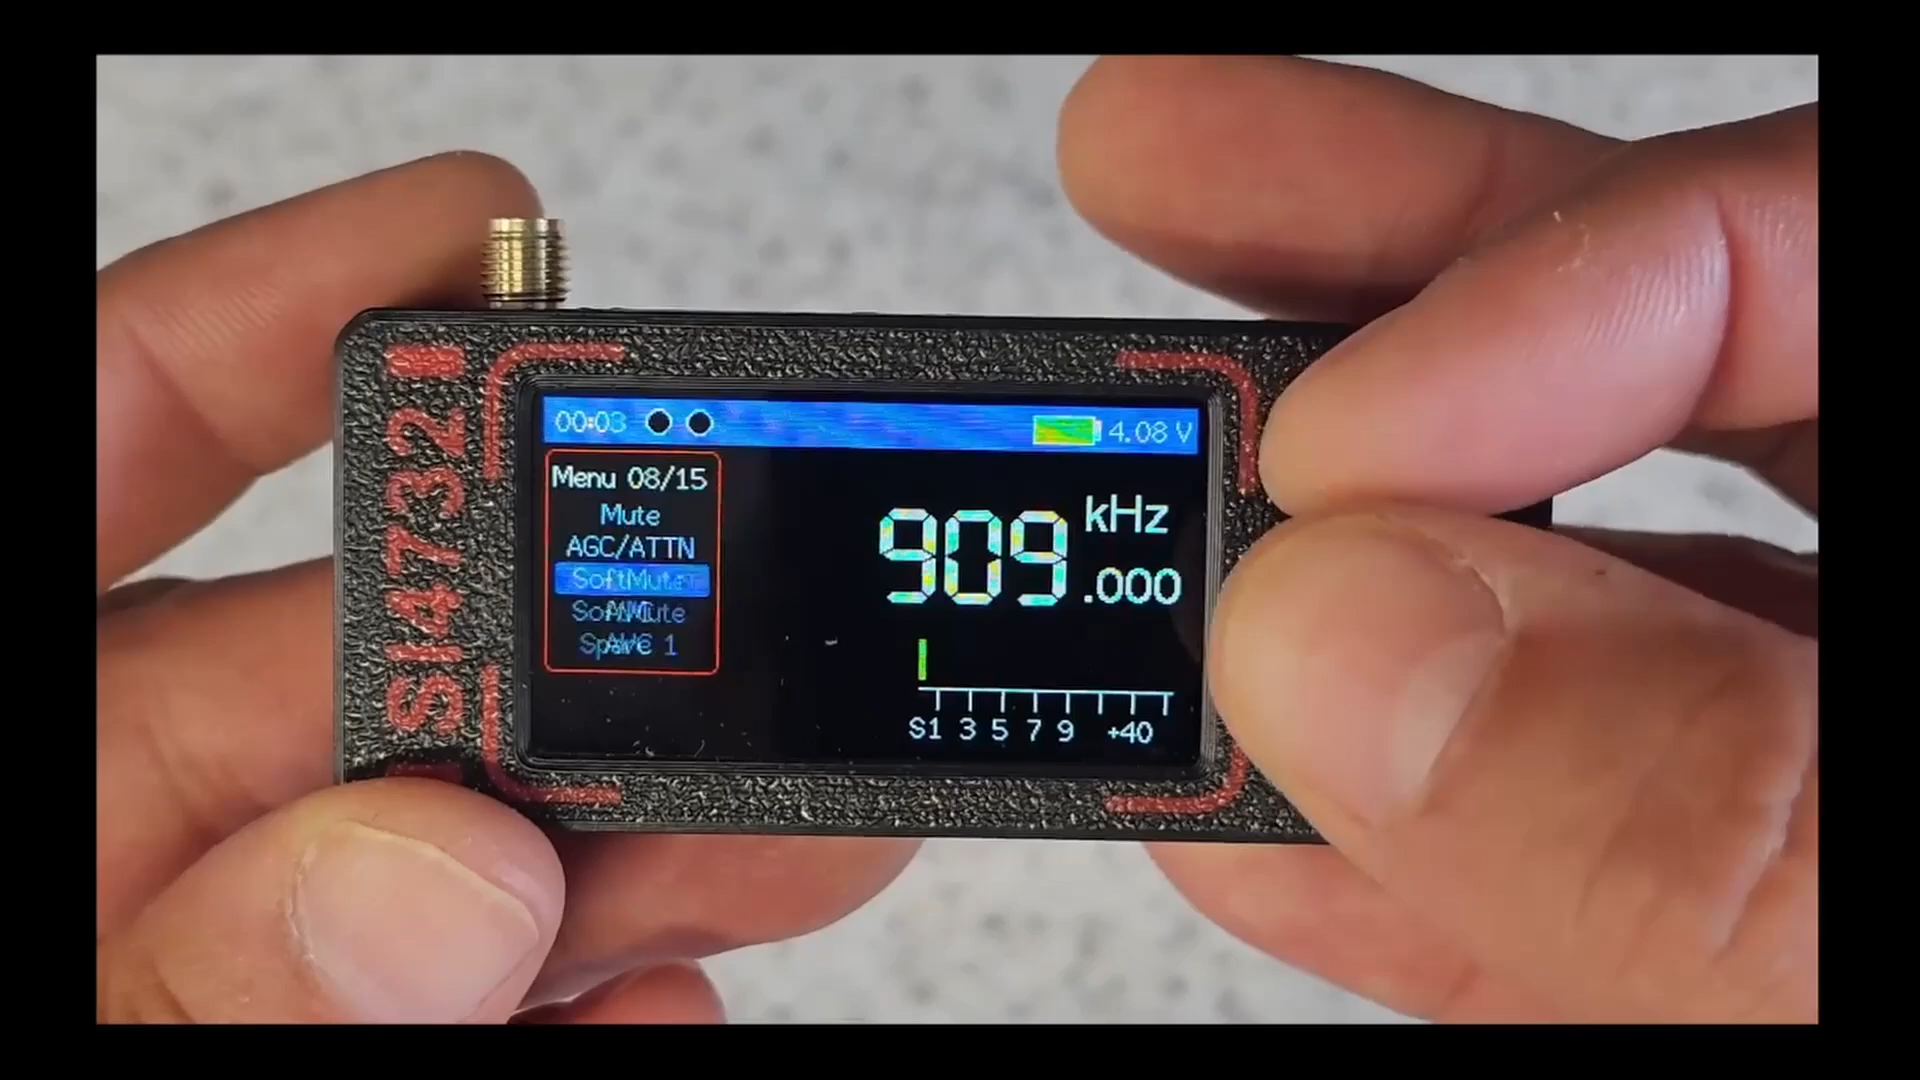 SI4732
00:03
4.08 V
Menu 08/15
Mute
AGC/ATTN
SoftMute
SoftMute
909.000 kHz
S1 3 5 7 9 +40